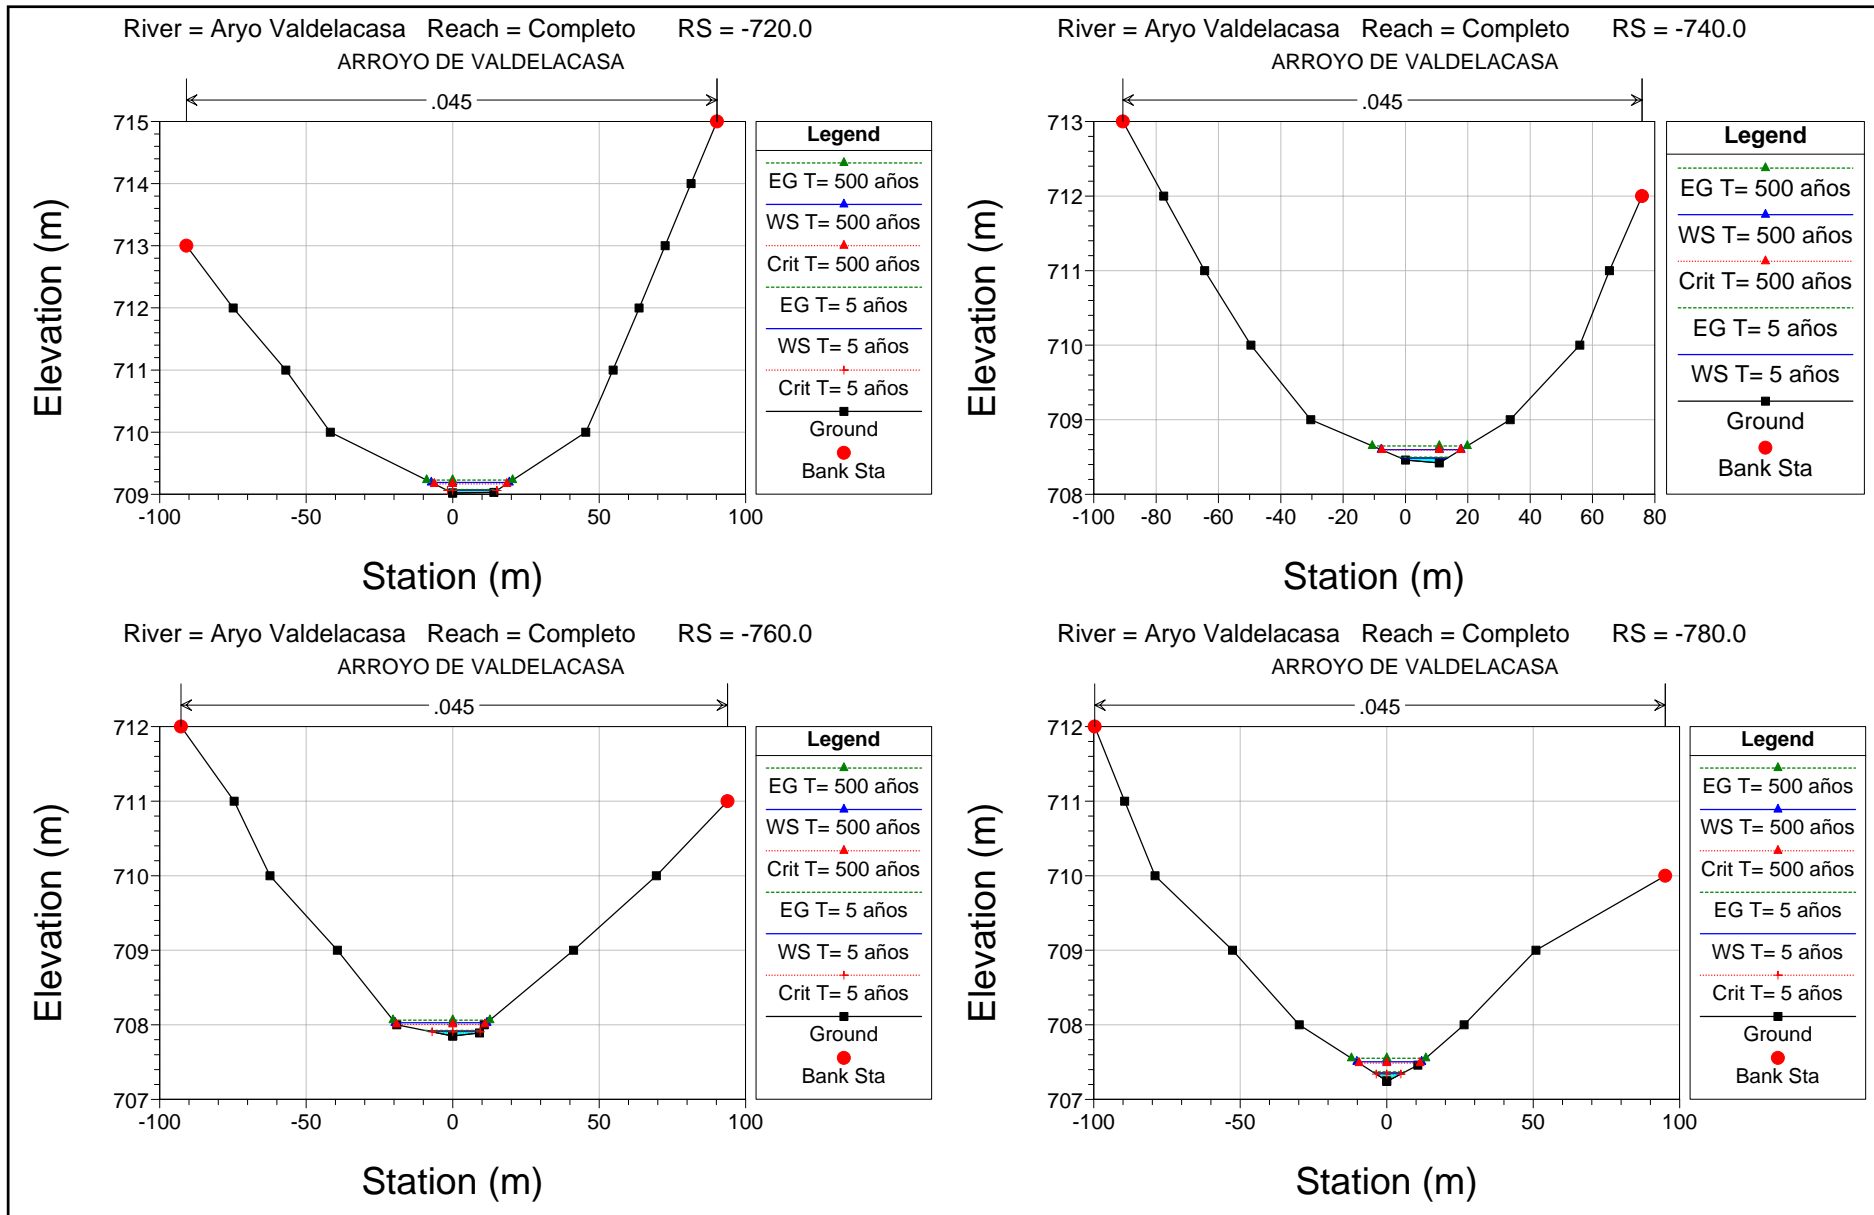 River = Aryo Valdelacasa Reach = Completo RS = -720.0
ARROYO DE VALDELACASA
.045
715
714
713
712
711
710
709
-100
-50
0
50
100
Elevation (m)
Station (m)
Legend
EG T= 500 años
WS T= 500 años
Crit T= 500 años
EG T= 5 años
WS T= 5 años
Crit T= 5 años
Ground
Bank Sta
River = Aryo Valdelacasa Reach = Completo RS = -740.0
ARROYO DE VALDELACASA
.045
713
712
711
710
709
708
-100
-80
-60
-40
-20
0
20
40
60
80
Elevation (m)
Station (m)
Legend
EG T= 500 años
WS T= 500 años
Crit T= 500 años
EG T= 5 años
WS T= 5 años
Ground
Bank Sta
River = Aryo Valdelacasa Reach = Completo RS = -760.0
ARROYO DE VALDELACASA
.045
712
711
710
709
708
707
-100
-50
0
50
100
Elevation (m)
Station (m)
Legend
EG T= 500 años
WS T= 500 años
Crit T= 500 años
EG T= 5 años
WS T= 5 años
Crit T= 5 años
Ground
Bank Sta
River = Aryo Valdelacasa Reach = Completo RS = -780.0
ARROYO DE VALDELACASA
.045
712
711
710
709
708
707
-100
-50
0
50
100
Elevation (m)
Station (m)
Legend
EG T= 500 años
WS T= 500 años
Crit T= 500 años
EG T= 5 años
WS T= 5 años
Crit T= 5 años
Ground
Bank Sta